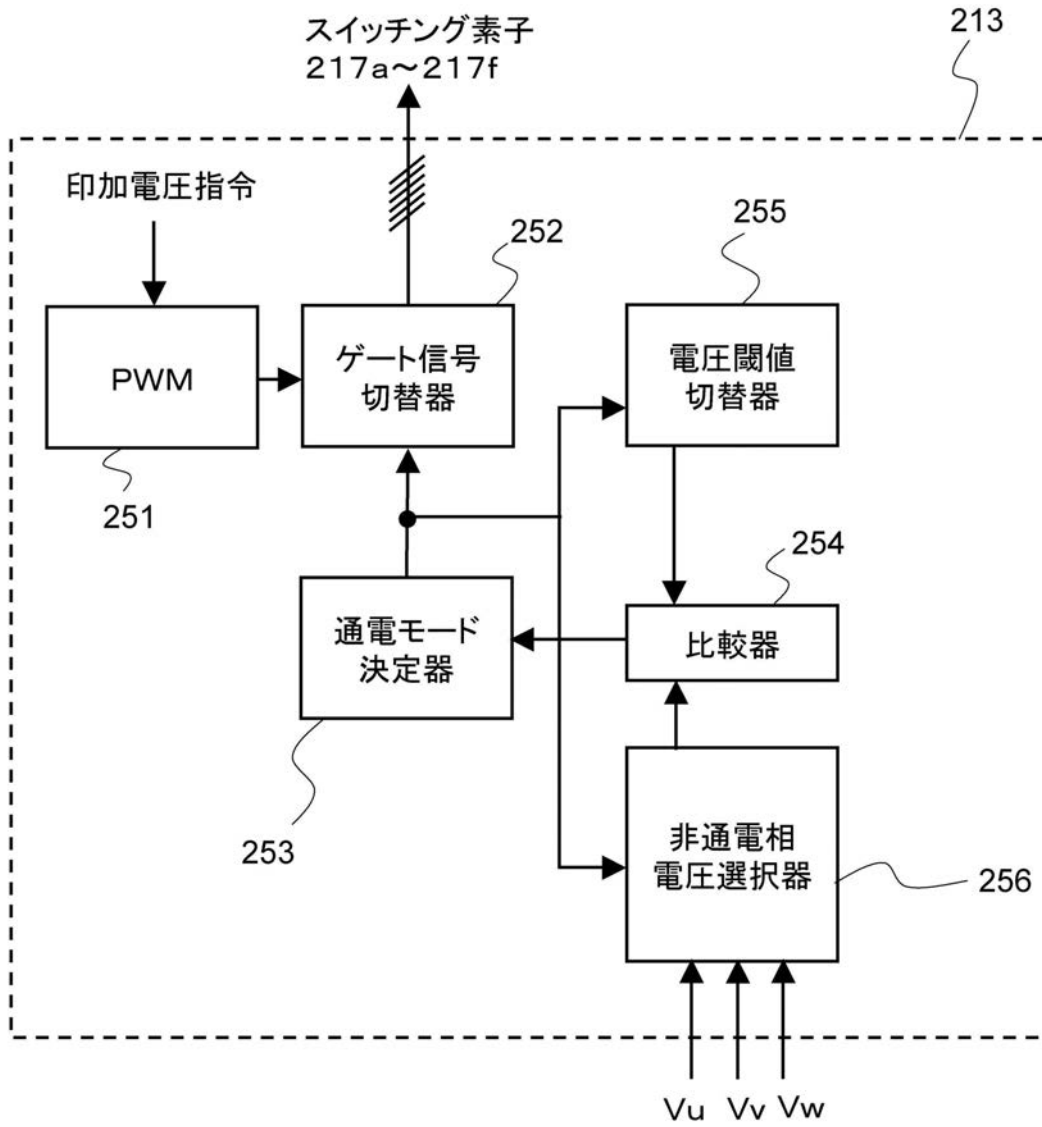 スイッチング素子
217a～217f
213
印加電圧指令
252
255
PWM
ゲート信号
切替器
電圧閾値
切替器
251
254
通電モード
決定器
比較器
253
非通電相
電圧選択器
256
Vu Vv Vw